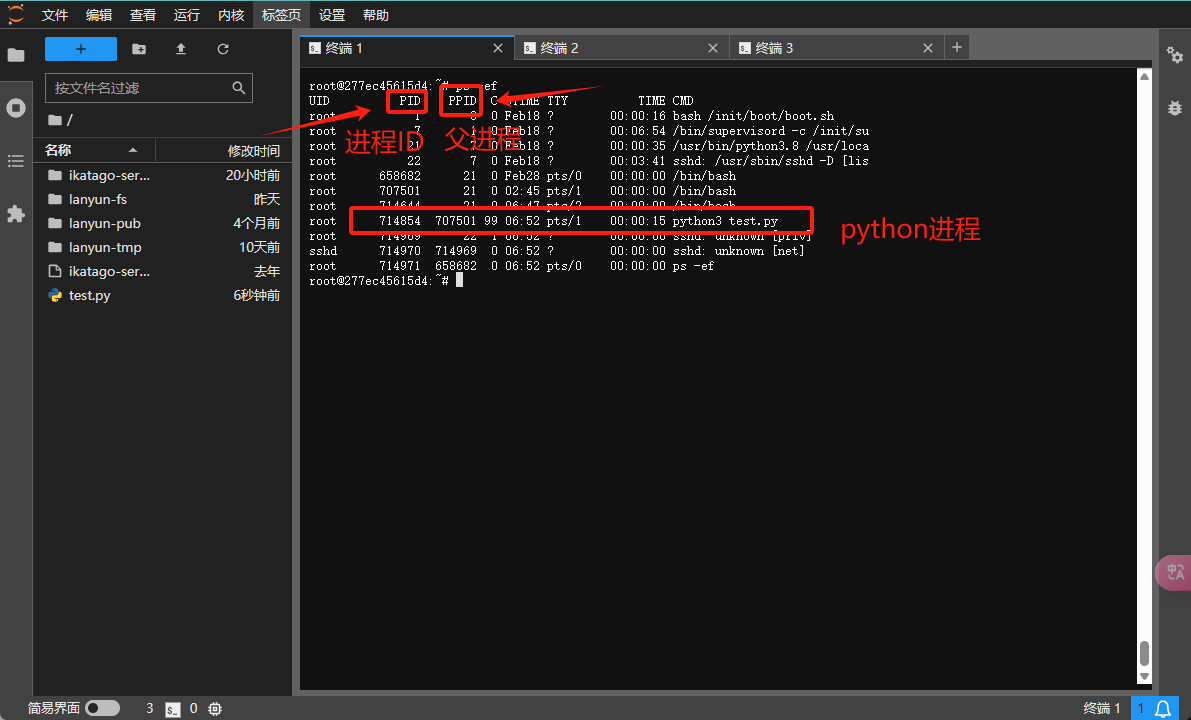 文件 编辑 查看 运行 内核 标签页 设置 帮助
+
按文件名过滤
/
名称 修改时间
ikatago-ser... 20小时前
lanyun-fs 昨天
lanyun-pub 4个月前
lanyun-tmp 10天前
ikatago-ser... 去年
test.py 6秒钟前
终端 1 终端 2 终端 3
root@277ec45615d4:~# ps -ef
UID PID PPID C STIME TTY TIME CMD
root 1 0 0 Feb18 ? 00:00:16 bash /init/boot/boot.sh
root 7 1 0 Feb18 ? 00:06:54 /bin/supervisord -c /init/su
root 21 7 0 Feb18 ? 00:00:35 /usr/bin/python3.8 /usr/loca
root 22 7 0 Feb18 ? 00:03:41 sshd: /usr/sbin/sshd -D [lis
root 658682 21 0 Feb28 pts/0 00:00:00 /bin/bash
root 707501 21 0 02:45 pts/1 00:00:00 /bin/bash
root 714644 21 0 06:47 pts/2 00:00:00 /bin/bash
root 714854 707501 99 06:52 pts/1 00:00:15 python3 test.py
root 714969 22 1 06:52 ? 00:00:00 sshd: unknown [priv]
sshd 714970 714969 0 06:52 ? 00:00:00 sshd: unknown [net]
root 714971 658682 0 06:52 pts/0 00:00:00 ps -ef
root@277ec45615d4:~#
进程ID 父进程
python进程
简易界面 3 0 终端 1 1